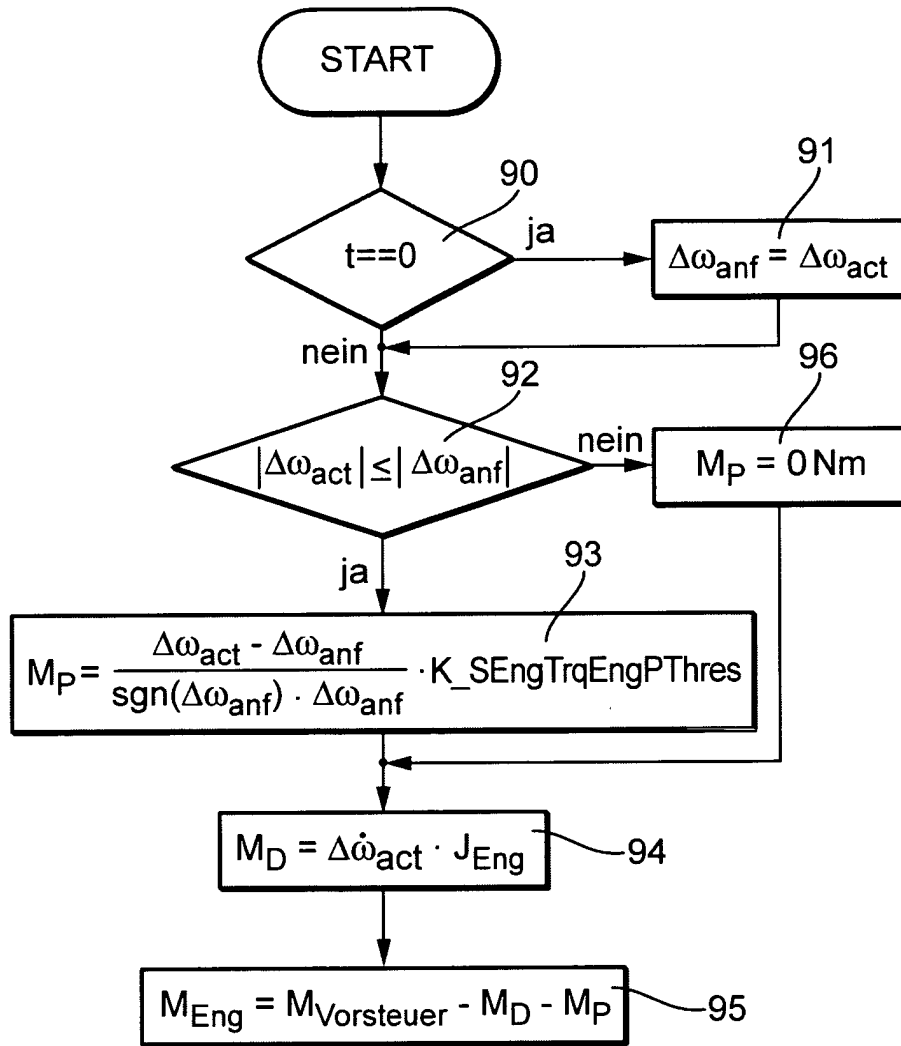 START
90
t==0
ja
91
Δω_anf = Δω_act
nein
92
|Δω_act| ≤ |Δω_anf|
nein
96
M_P = 0 Nm
ja
93
M_P = (Δω_act - Δω_anf) / (sgn(Δω_anf) · Δω_anf) · K_SEngTrqEngPThres
M_D = Δω̇_act · J_Eng
94
M_Eng = M_Vorsteuer - M_D - M_P
95